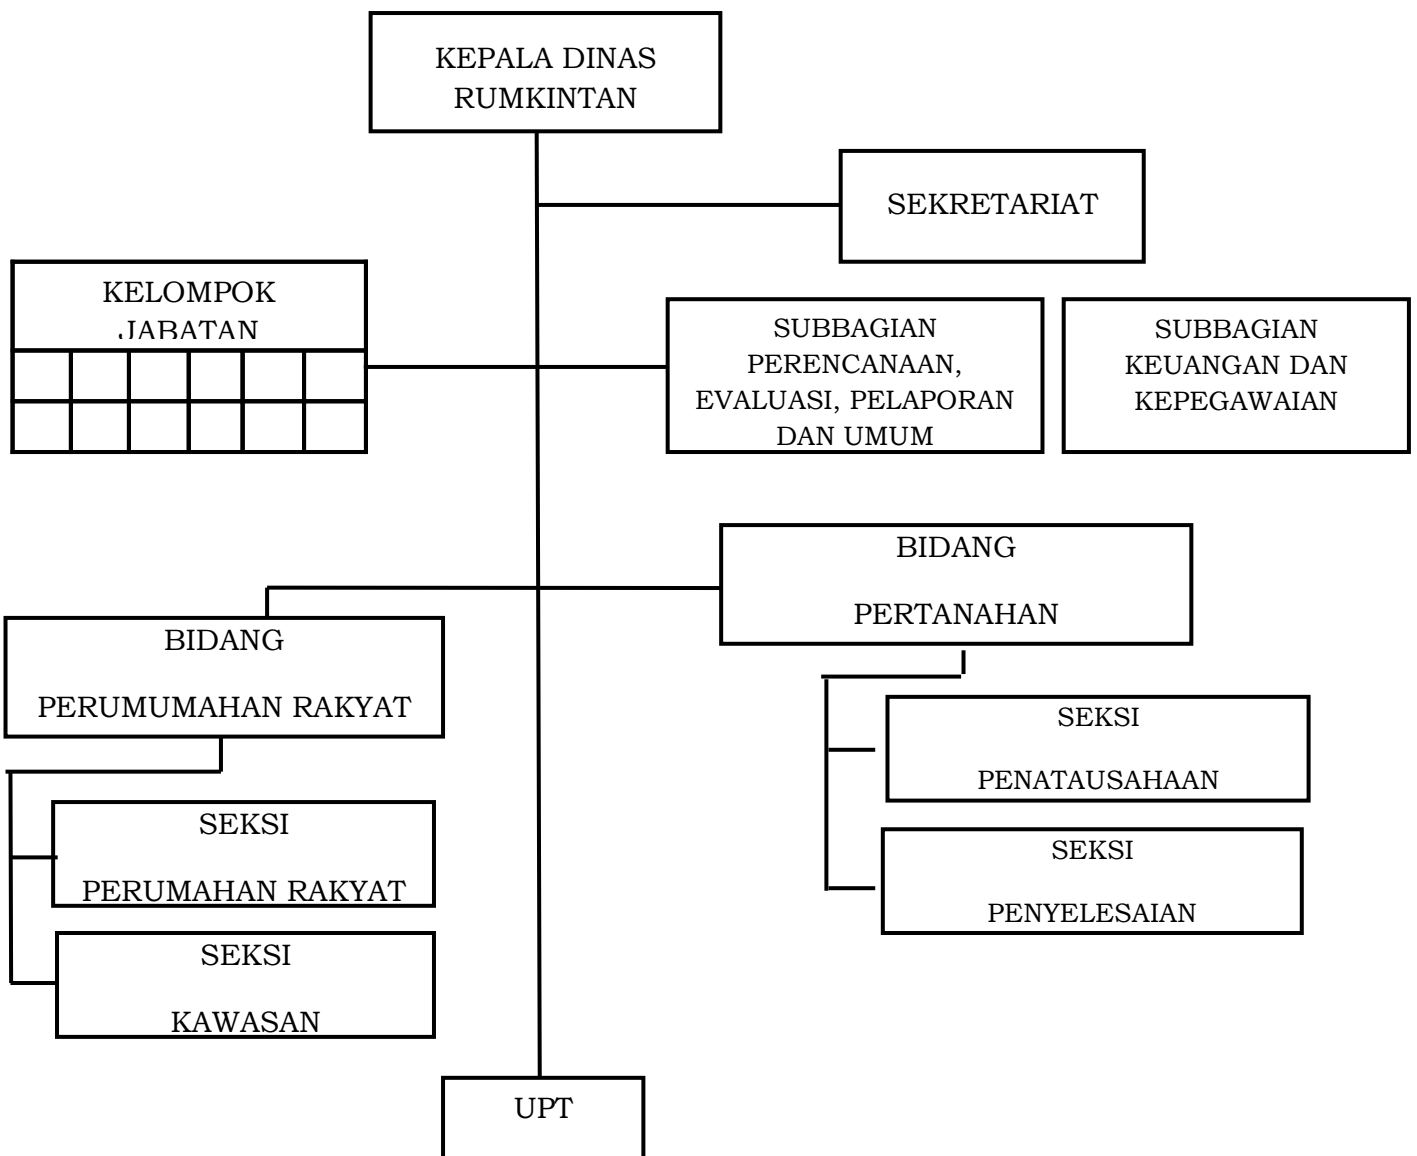 KEPALA DINAS
RUMKINTAN
SEKRETARIAT
KELOMPOK
JABATAN
SUBBAGIAN
PERENCANAAN,
EVALUASI, PELAPORAN
DAN UMUM
SUBBAGIAN
KEUANGAN DAN
KEPEGAWAIAN
BIDANG
PERTANAHAN
BIDANG
PERUMUMAHAN RAKYAT
SEKSI
PENATAUSAHAAN
SEKSI
PENYELESAIAN
SEKSI
PERUMAHAN RAKYAT
SEKSI
KAWASAN
UPT